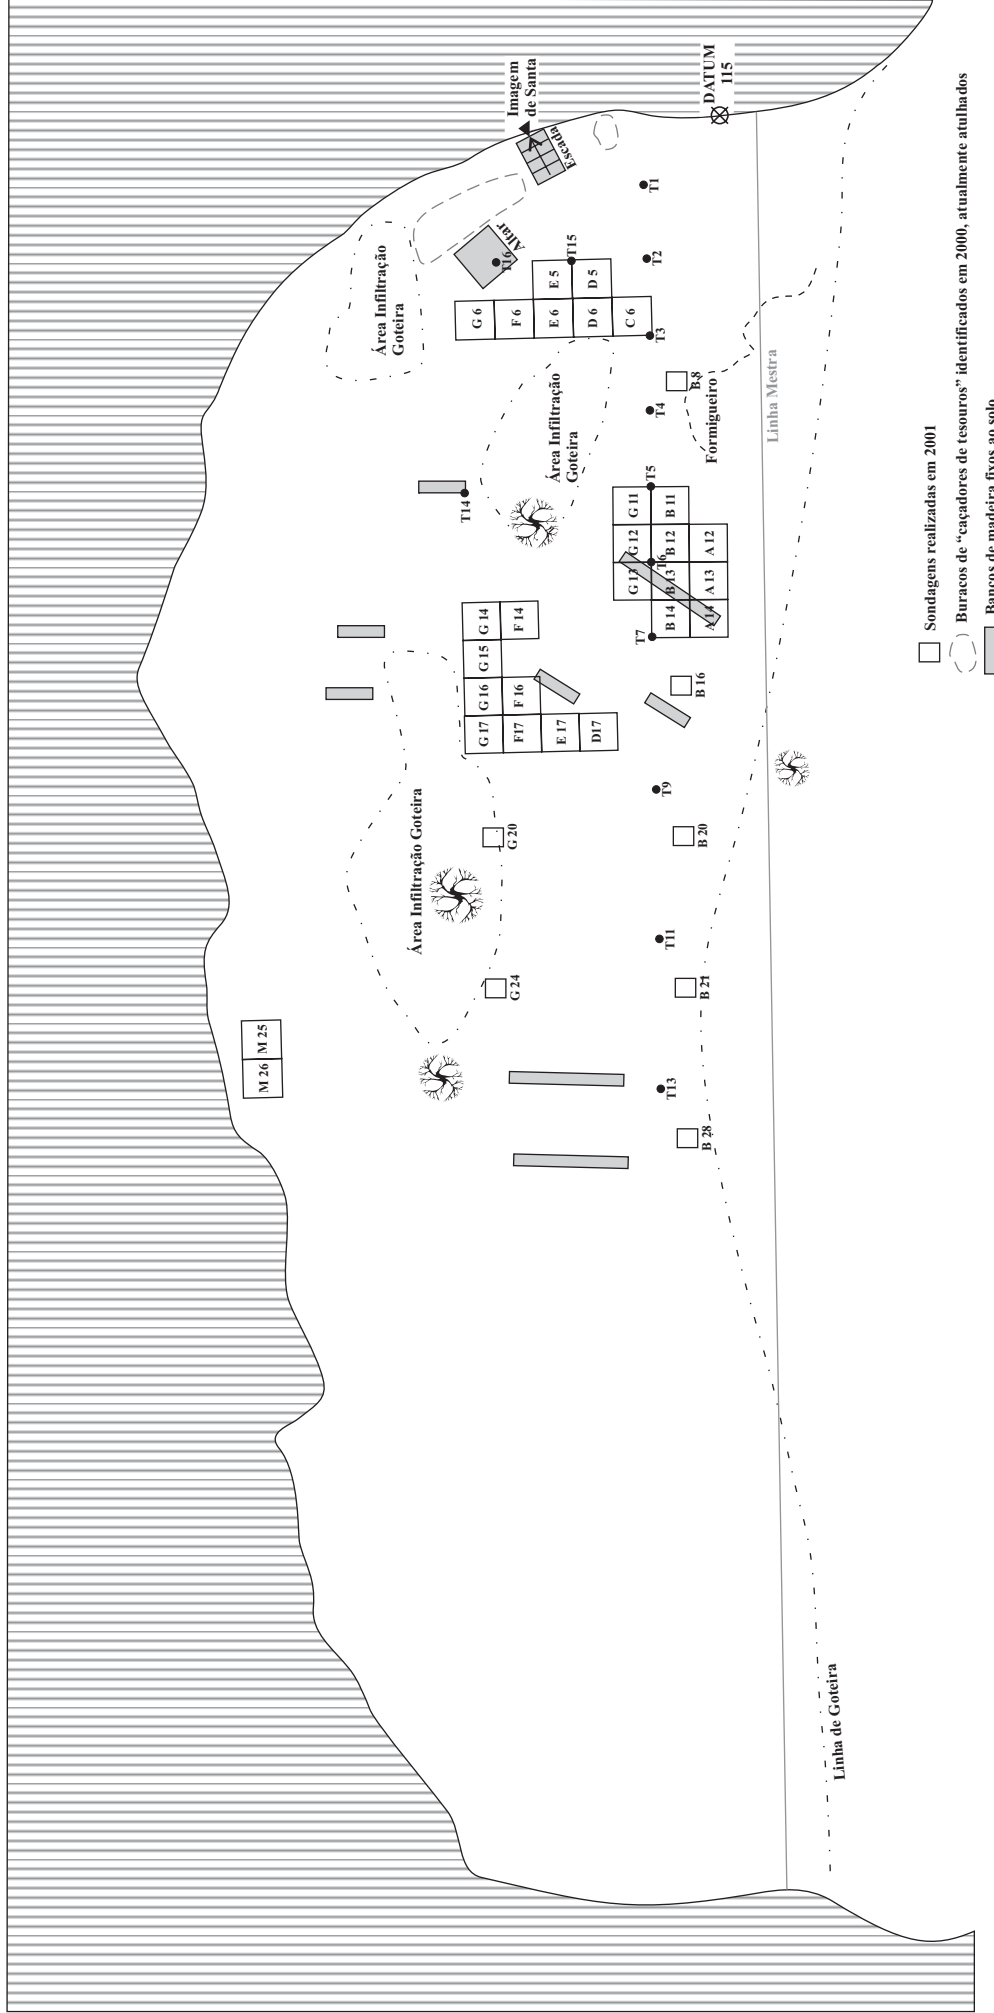 Imagem
de Santa
DATUM
115
Escada
T1
Altar
T16
T15
T2
E 5
D 5
G 6
F 6
E 6
D 6
C 6
T3
Área Infiltração
Goteira
B 8
T4
Formigueiro
Linha Mestra
Área Infiltração
Goteira
T14
T5
G 11
B 11
G 12
B 12
A 12
T6
G 13
B 13
A 13
B 14
A 14
T7
G 14
F 14
G 15
G 16
F 16
B 16
G 17
F17
E 17
D17
T9
G 20
B 20
Área Infiltração Goteira
T11
G 24
B 21
M 25
M 26
T13
B 28
Linha de Goteira
Sondagens realizadas em 2001
Buracos de “caçadores de tesouros” identificados em 2000, atualmente atulhados
Bancos de madeira fixos ao solo